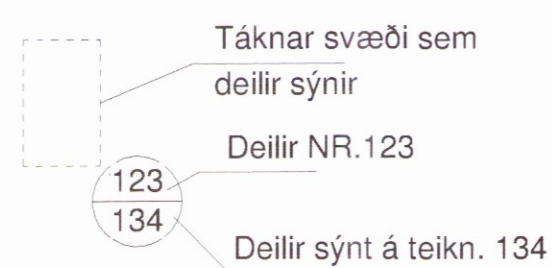 Táknar svæði sem
deilir sýnir
Deilir NR.123
123
134
Deilir sýnt á teikn. 134